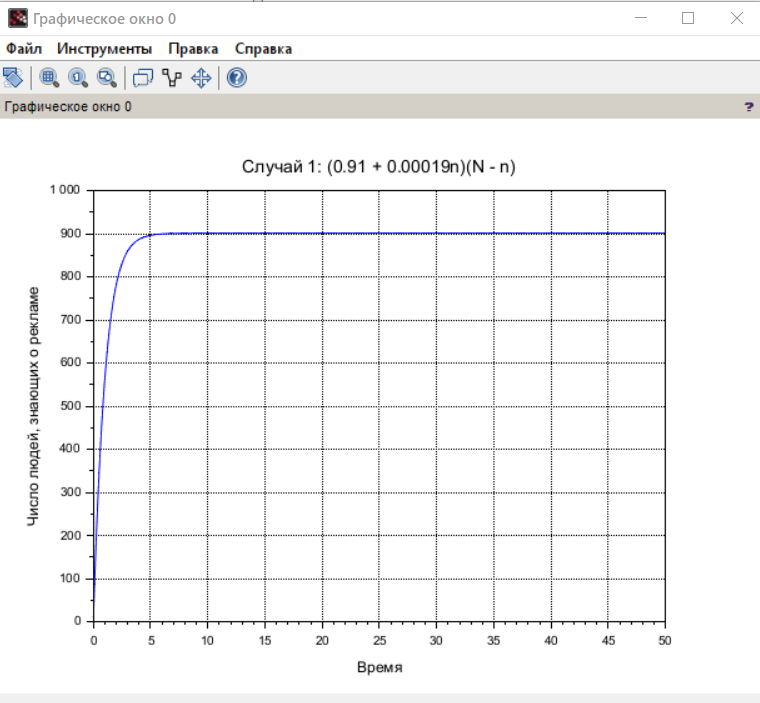 Графическое окно 0
Файл Инструменты Правка Справка
Графическое окно 0 ?
Случай 1: (0.91 + 0.00019n)(N - n)
Число людей, знающих о рекламе
1 000
900
800
700
600
500
400
300
200
100
0
0 5 10 15 20 25 30 35 40 45 50
Время